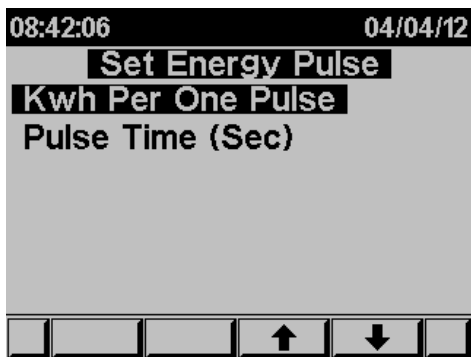 08:42:06 04/04/12
Set Energy Pulse
Kwh Per One Pulse
Pulse Time (Sec)